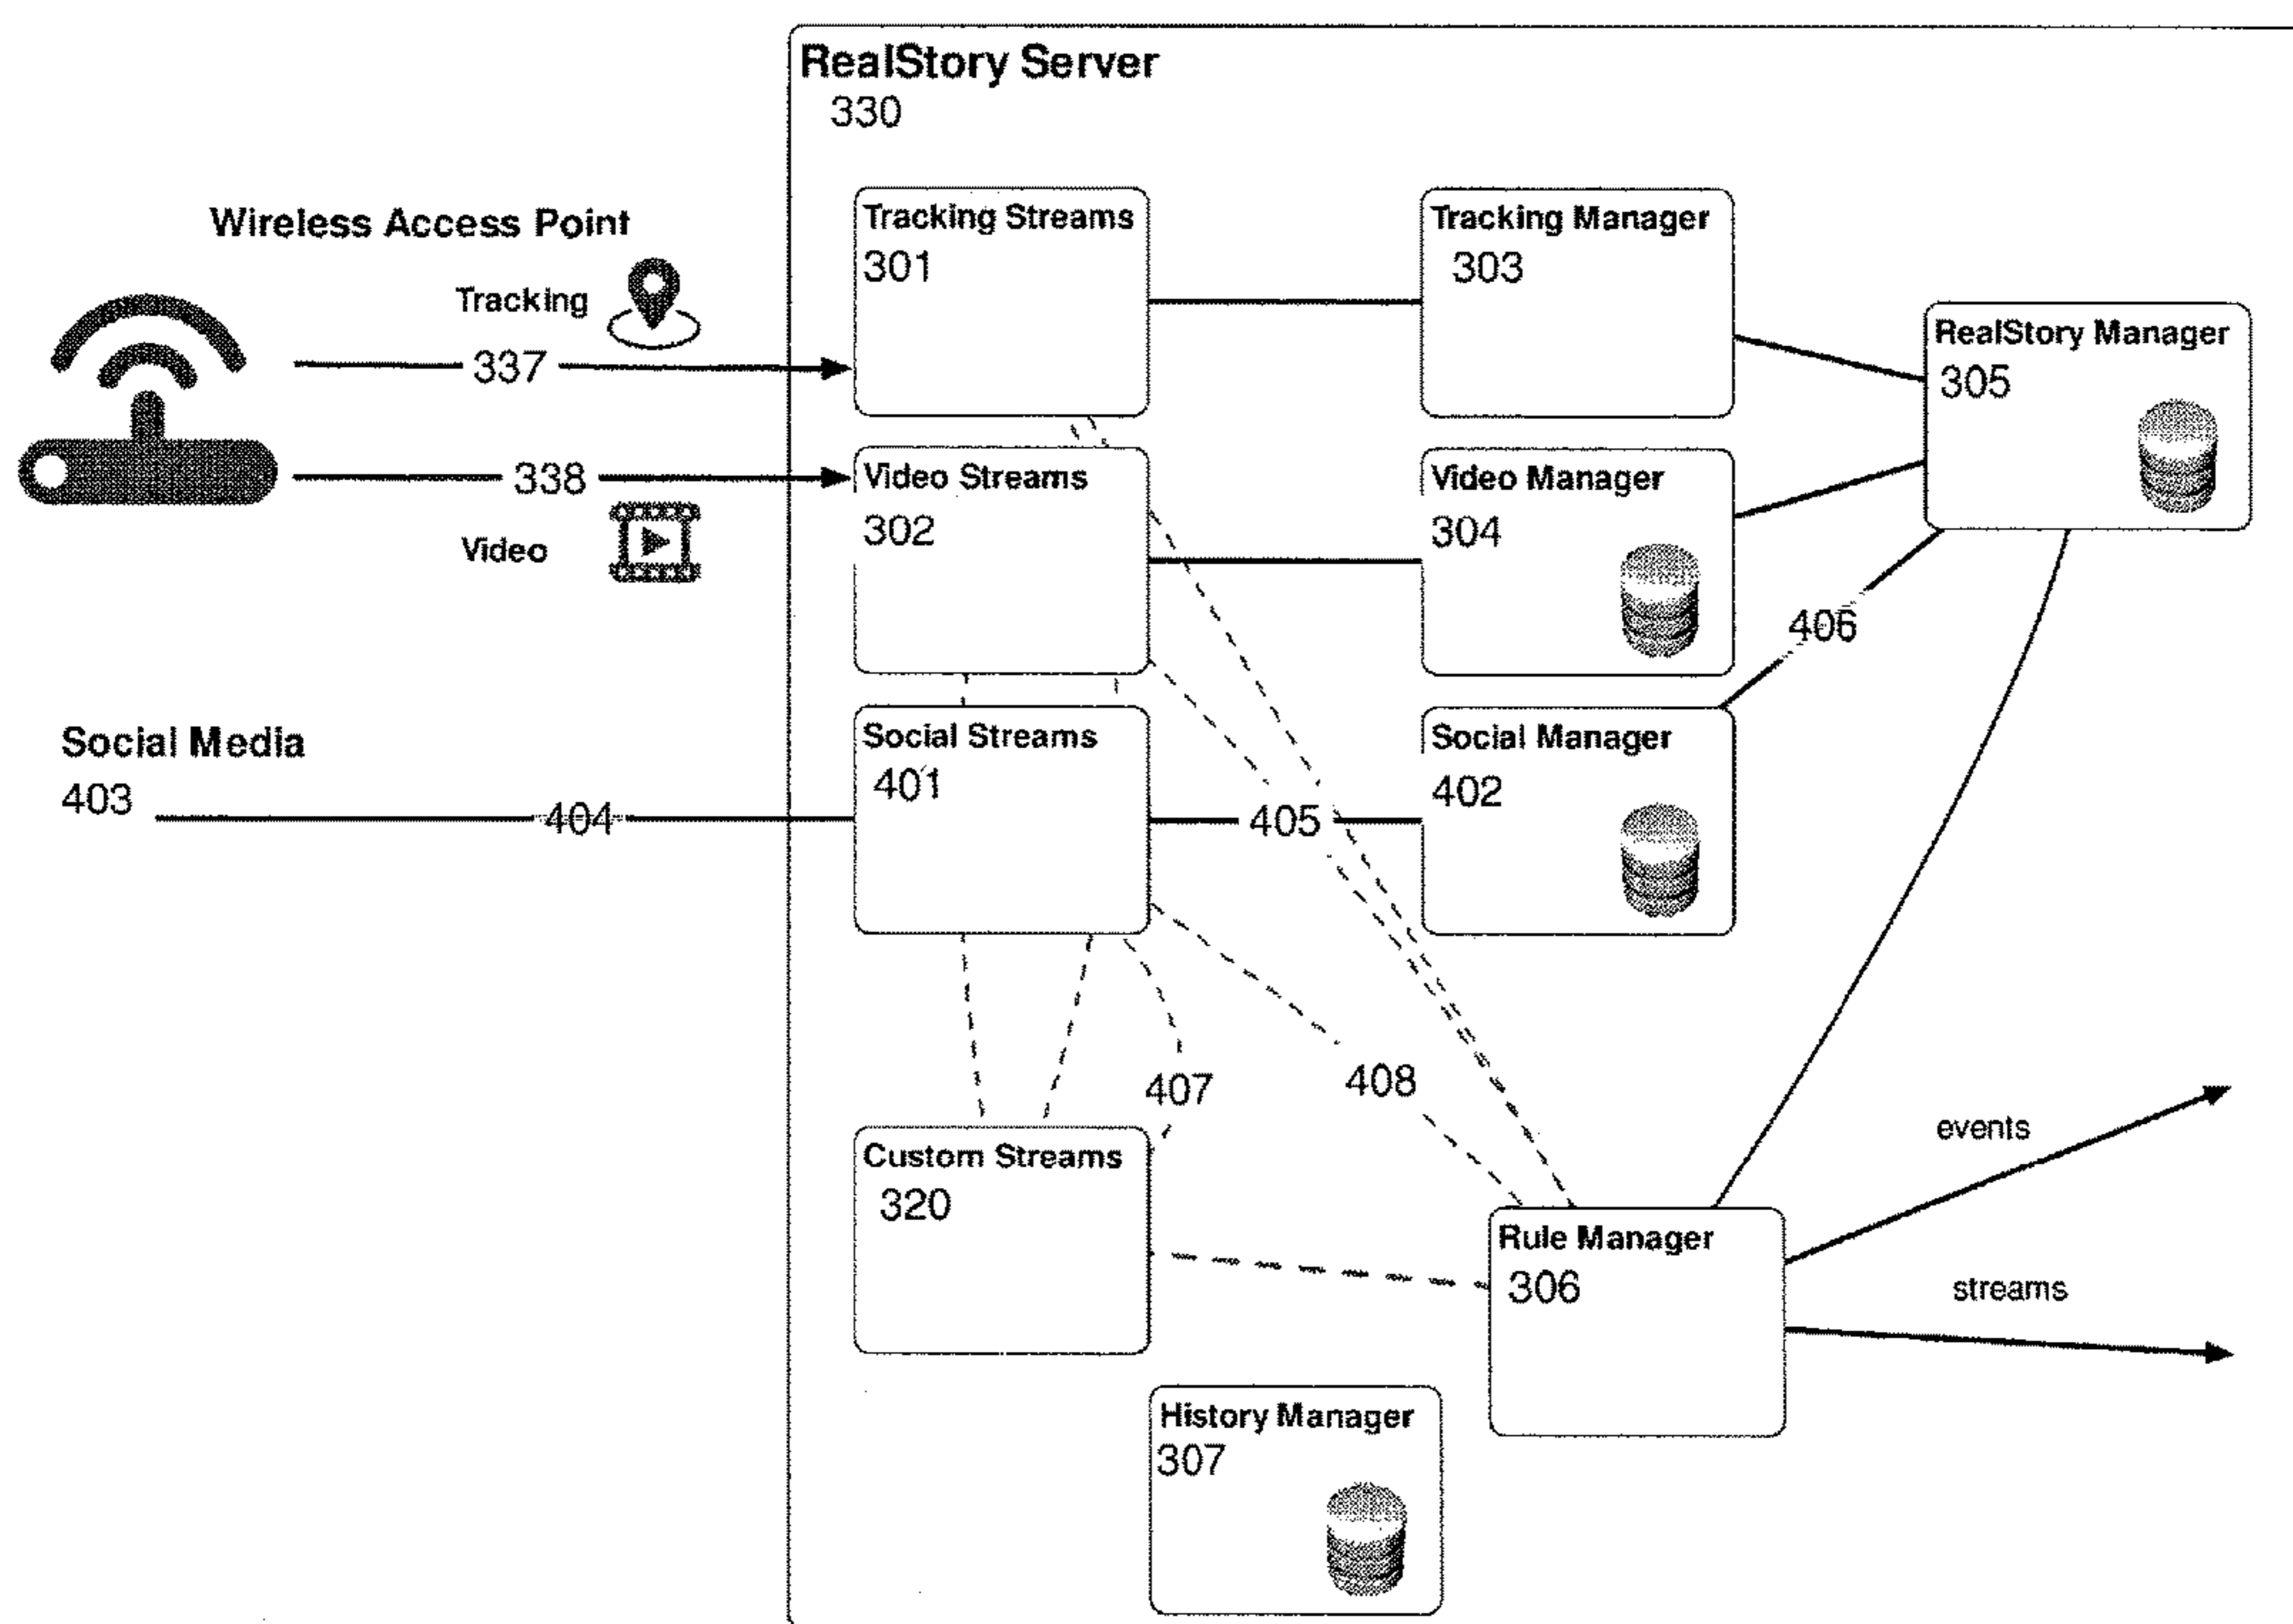 RealStory Server
330
Wireless Access Point
Tracking
337
338
Video
Tracking Streams
301
Tracking Manager
303
RealStory Manager
305
Video Streams
302
Video Manager
304
406
Social Media
403
404
Social Streams
401
405
Social Manager
402
407
408
Custom Streams
320
events
Rule Manager
306
streams
History Manager
307